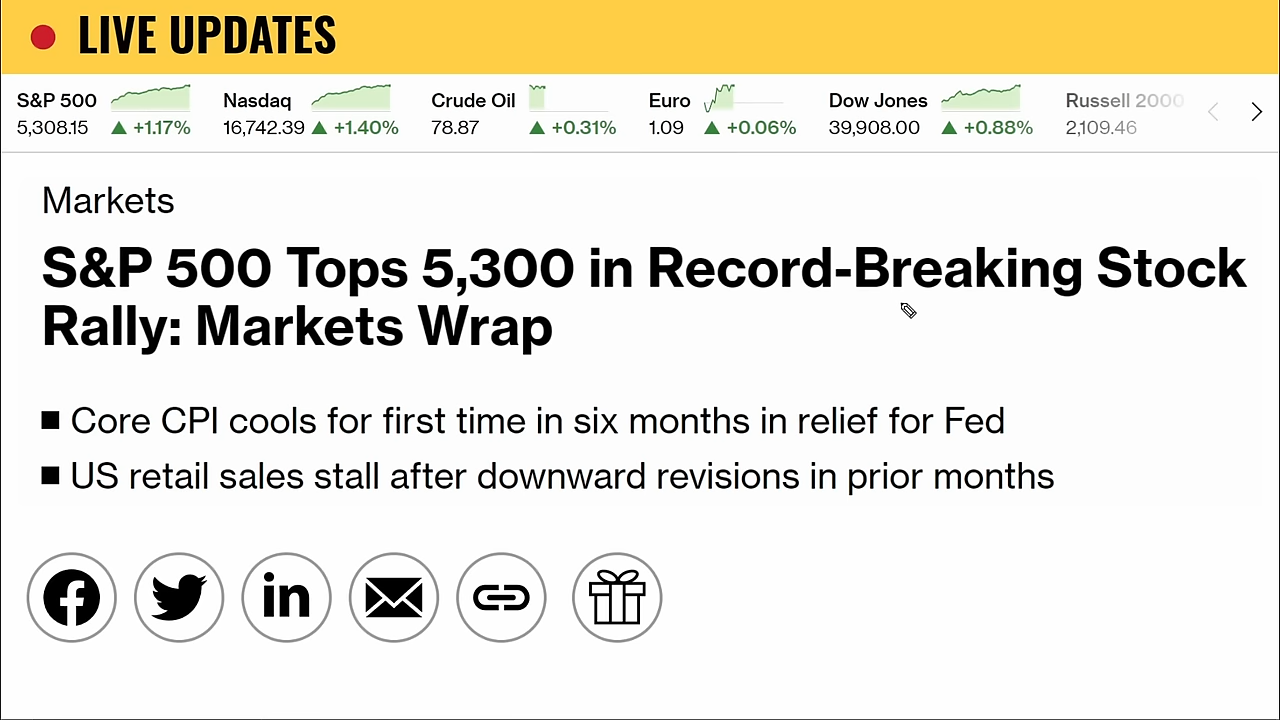 LIVE UPDATES
S&P 500 Nasdaq Crude Oil Euro Dow Jones Russell 2000
5,308.15 ▲ +1.17% 16,742.39 ▲ +1.40% 78.87 ▲ +0.31% 1.09 ▲ +0.06% 39,908.00 ▲ +0.88% 2,109.46
Markets
S&P 500 Tops 5,300 in Record-Breaking Stock
Rally: Markets Wrap
■ Core CPI cools for first time in six months in relief for Fed
■ US retail sales stall after downward revisions in prior months
in